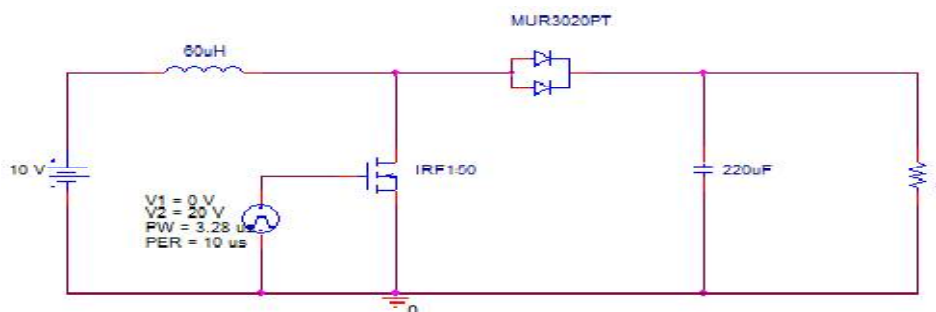 MUR3020PT
60uH
10 V
IRF150
220uF
V1 = 0 V
V2 = 20 V
PW = 3.28 us
PER = 10 us
0